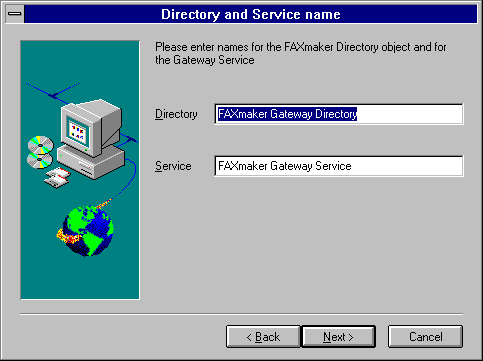 Directory and Service name
Please enter names for the FAXmaker Directory object and for
the Gateway Service
Directory
FAXmaker Gateway Directory
Service
FAXmaker Gateway Service
< Back
Next >
Cancel